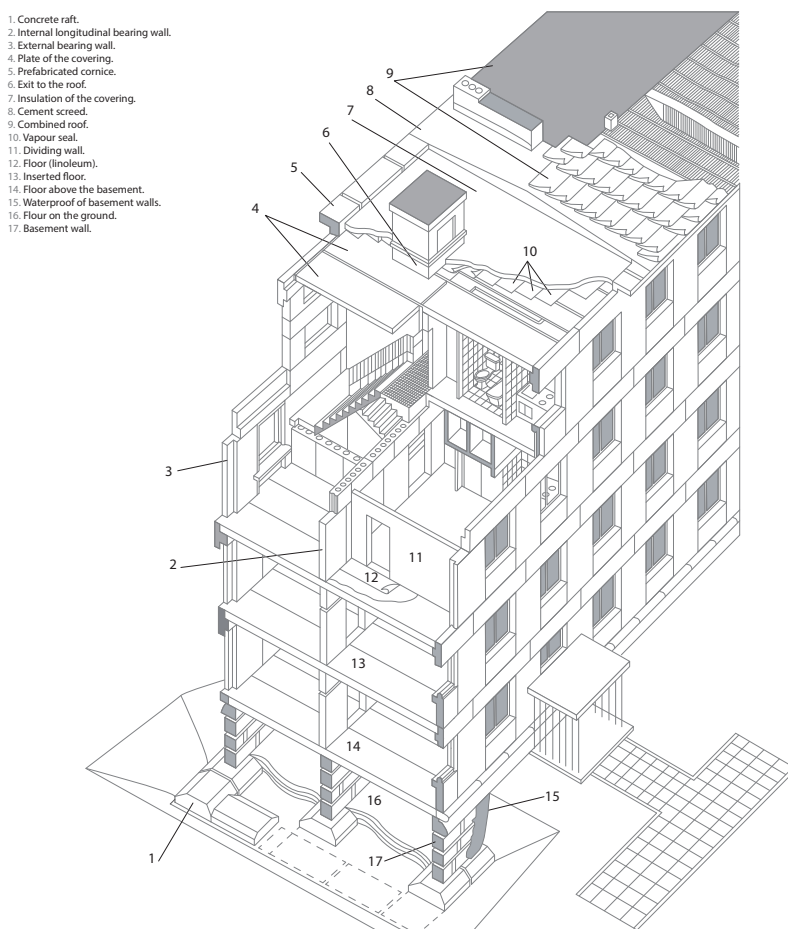 1. Concrete raft.
2. Internal longitudinal bearing wall.
3. External bearing wall.
4. Plate of the covering.
5. Prefabricated cornice.
6. Exit to the roof.
7. Insulation of the covering.
8. Cement screed.
9. Combined roof.
10. Vapour seal.
11. Dividing wall.
12. Floor (linoleum).
13. Inserted floor.
14. Floor above the basement.
15. Waterproof of basement walls.
16. Flour on the ground.
17. Basement wall.
9
8
7
6
5
4
10
3
11
2
12
13
14
16
15
17
1